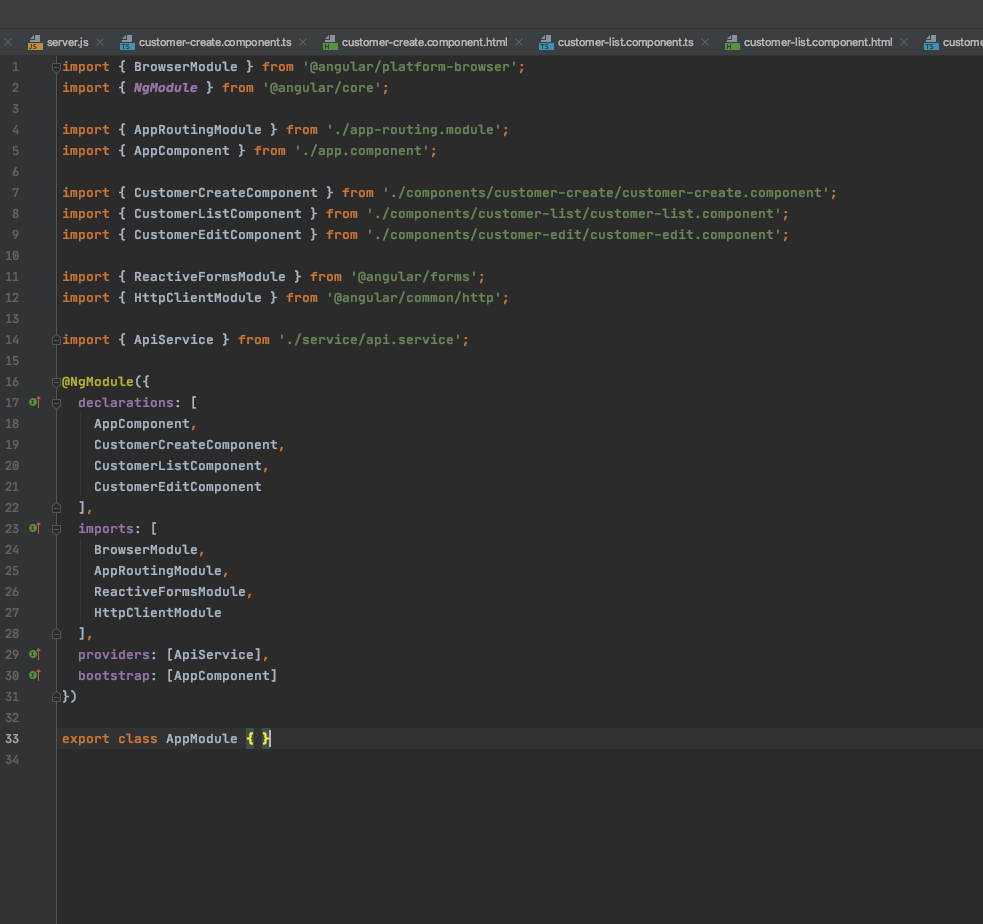 server.js customer-create.component.ts customer-create.component.html customer-list.component.ts customer-list.component.html custome
1 import { BrowserModule } from '@angular/platform-browser';
2 import { NgModule } from '@angular/core';
3
4 import { AppRoutingModule } from './app-routing.module';
5 import { AppComponent } from './app.component';
6
7 import { CustomerCreateComponent } from './components/customer-create/customer-create.component';
8 import { CustomerListComponent } from './components/customer-list/customer-list.component';
9 import { CustomerEditComponent } from './components/customer-edit/customer-edit.component';
10
11 import { ReactiveFormsModule } from '@angular/forms';
12 import { HttpClientModule } from '@angular/common/http';
13
14 import { ApiService } from './service/api.service';
15
16 @NgModule({
17   declarations: [
18     AppComponent,
19     CustomerCreateComponent,
20     CustomerListComponent,
21     CustomerEditComponent
22   ],
23   imports: [
24     BrowserModule,
25     AppRoutingModule,
26     ReactiveFormsModule,
27     HttpClientModule
28   ],
29   providers: [ApiService],
30   bootstrap: [AppComponent]
31 })
32
33 export class AppModule { }
34